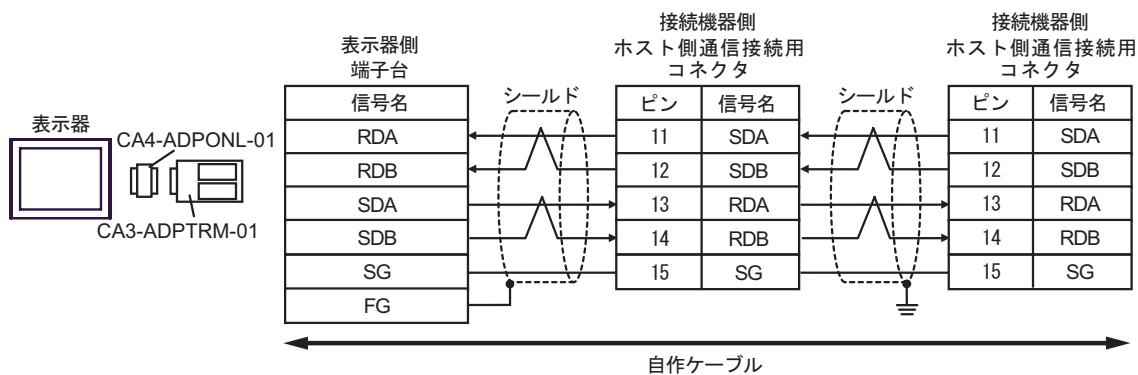 表示器
CA4-ADPONL-01
CA3-ADPTRM-01
表示器側
端子台
信号名
RDA
RDB
SDA
SDB
SG
FG
シールド
接続機器側
ホスト側通信接続用
コネクタ
ピン 信号名
11 SDA
12 SDB
13 RDA
14 RDB
15 SG
シールド
接続機器側
ホスト側通信接続用
コネクタ
ピン 信号名
11 SDA
12 SDB
13 RDA
14 RDB
15 SG
自作ケーブル